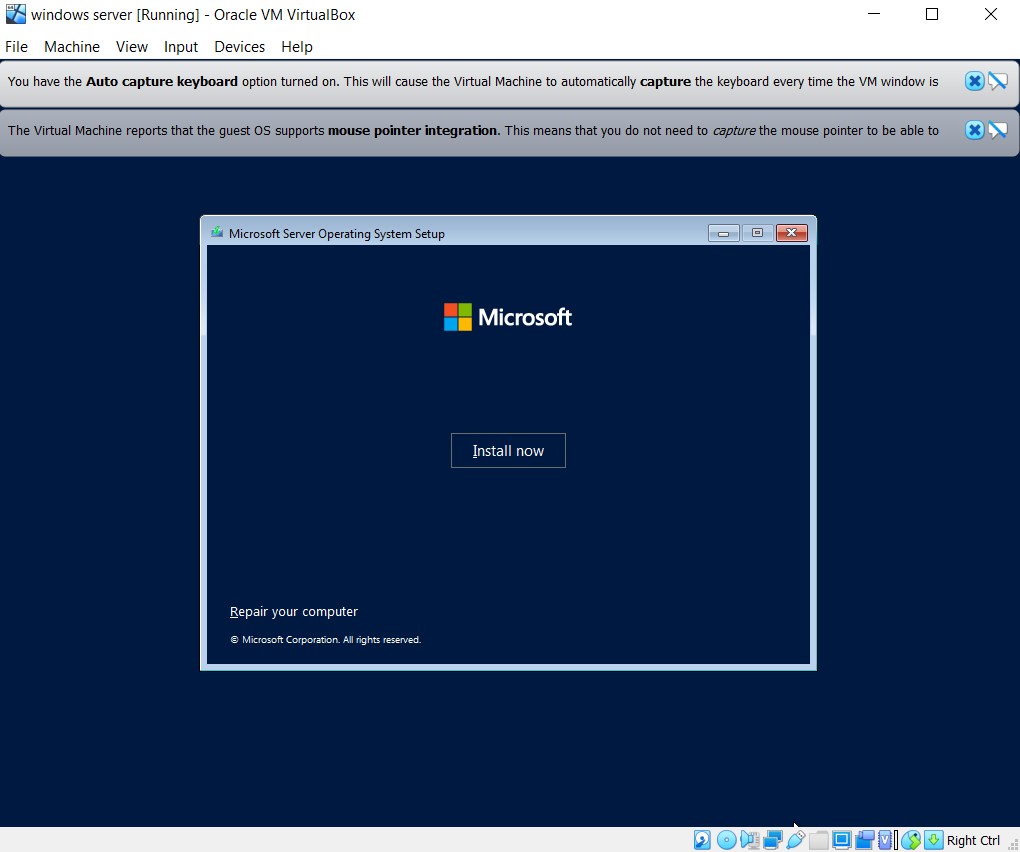 windows server [Running] - Oracle VM VirtualBox
File Machine View Input Devices Help
You have the Auto capture keyboard option turned on. This will cause the Virtual Machine to automatically capture the keyboard every time the VM window is
The Virtual Machine reports that the guest OS supports mouse pointer integration. This means that you do not need to capture the mouse pointer to be able to
Microsoft Server Operating System Setup
Microsoft
Install now
Repair your computer
© Microsoft Corporation. All rights reserved.
Right Ctrl